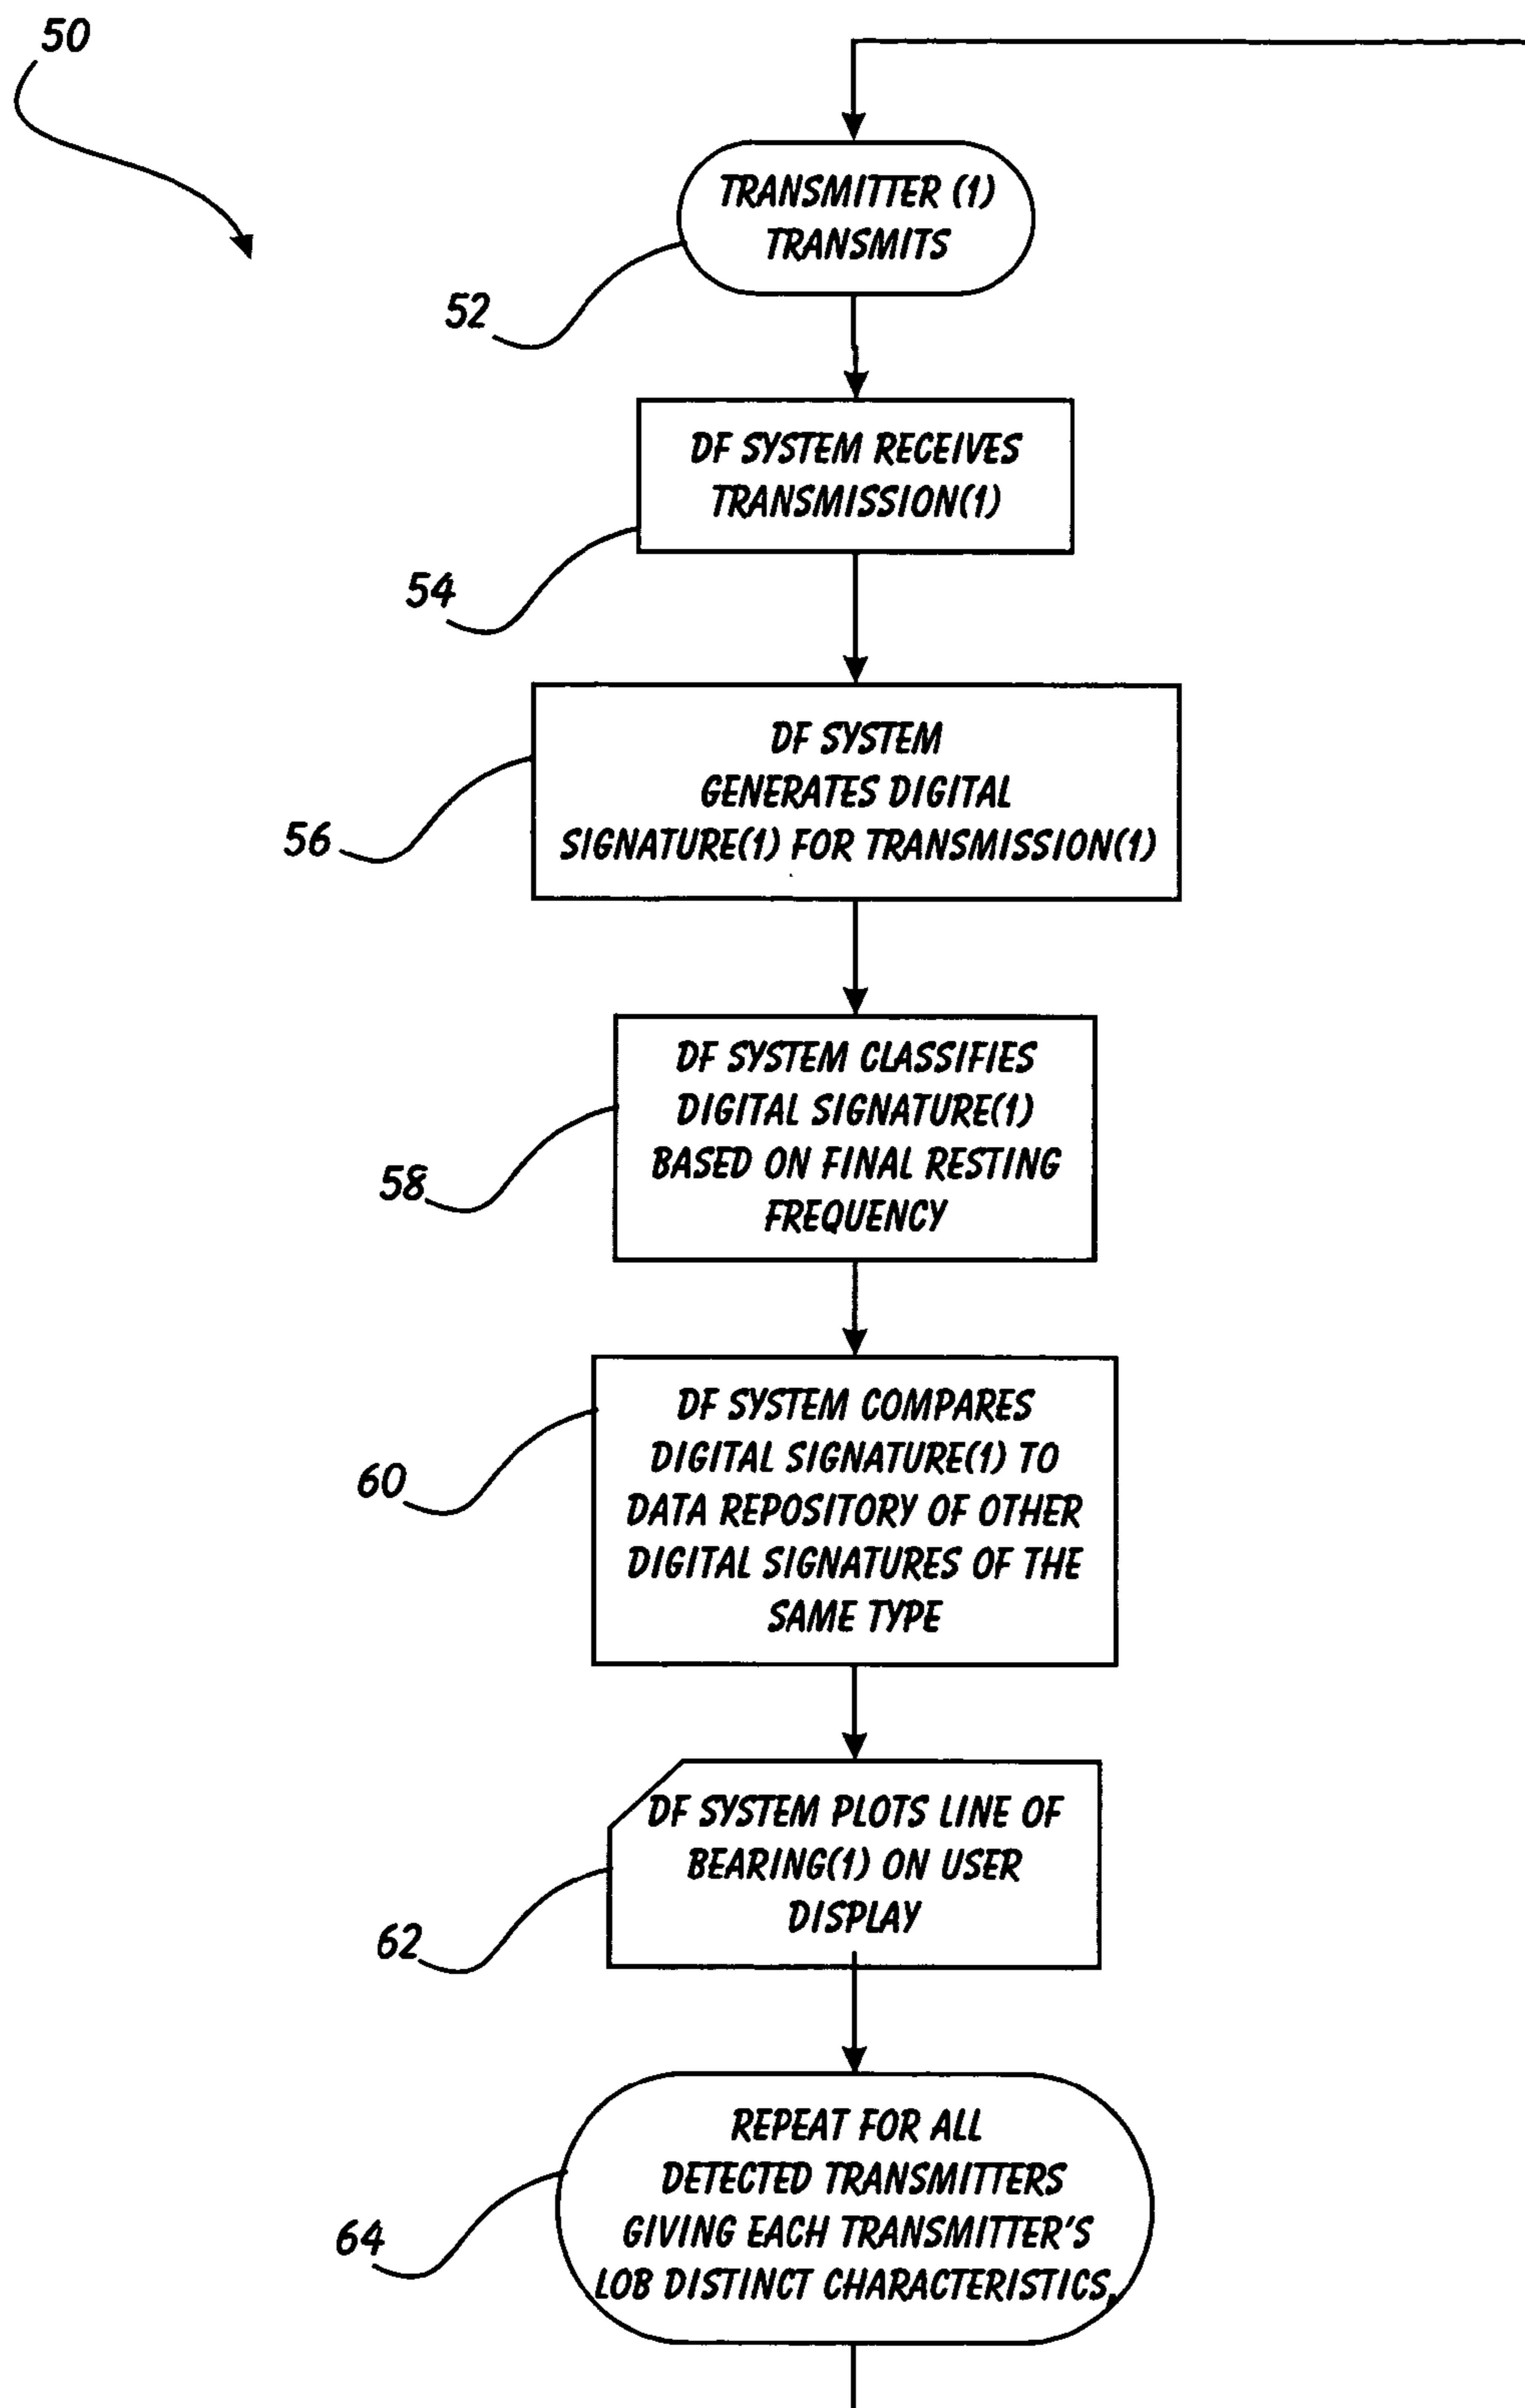 50
TRANSMITTER (1)
TRANSMITS
52
DF SYSTEM RECEIVES
TRANSMISSION(1)
54
DF SYSTEM
GENERATES DIGITAL
SIGNATURE(1) FOR TRANSMISSION(1)
56
DF SYSTEM CLASSIFIES
DIGITAL SIGNATURE(1)
BASED ON FINAL RESTING
FREQUENCY
58
DF SYSTEM COMPARES
DIGITAL SIGNATURE(1) TO
DATA REPOSITORY OF OTHER
DIGITAL SIGNATURES OF THE
SAME TYPE
60
DF SYSTEM PLOTS LINE OF
BEARING(1) ON USER
DISPLAY
62
REPEAT FOR ALL
DETECTED TRANSMITTERS
GIVING EACH TRANSMITTER'S
LOB DISTINCT CHARACTERISTICS,
64